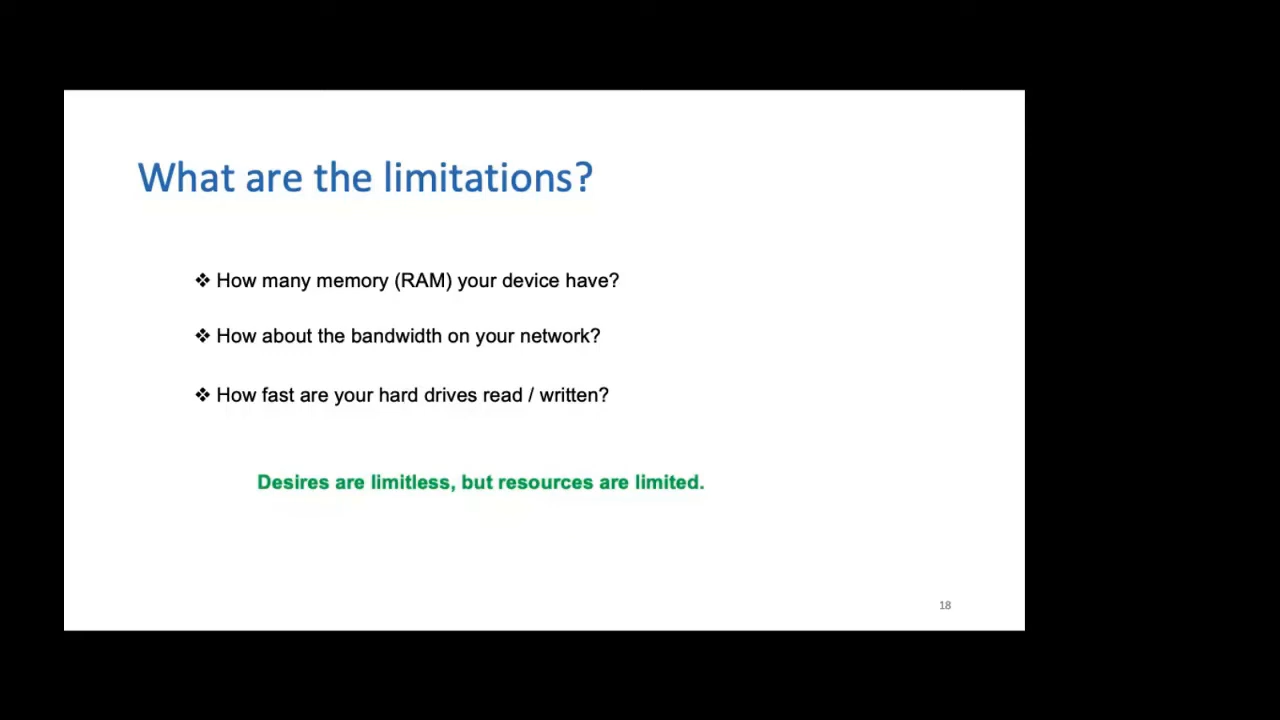 What are the limitations?
❖ How many memory (RAM) your device have?
❖ How about the bandwidth on your network?
❖ How fast are your hard drives read / written?
Desires are limitless, but resources are limited.
18